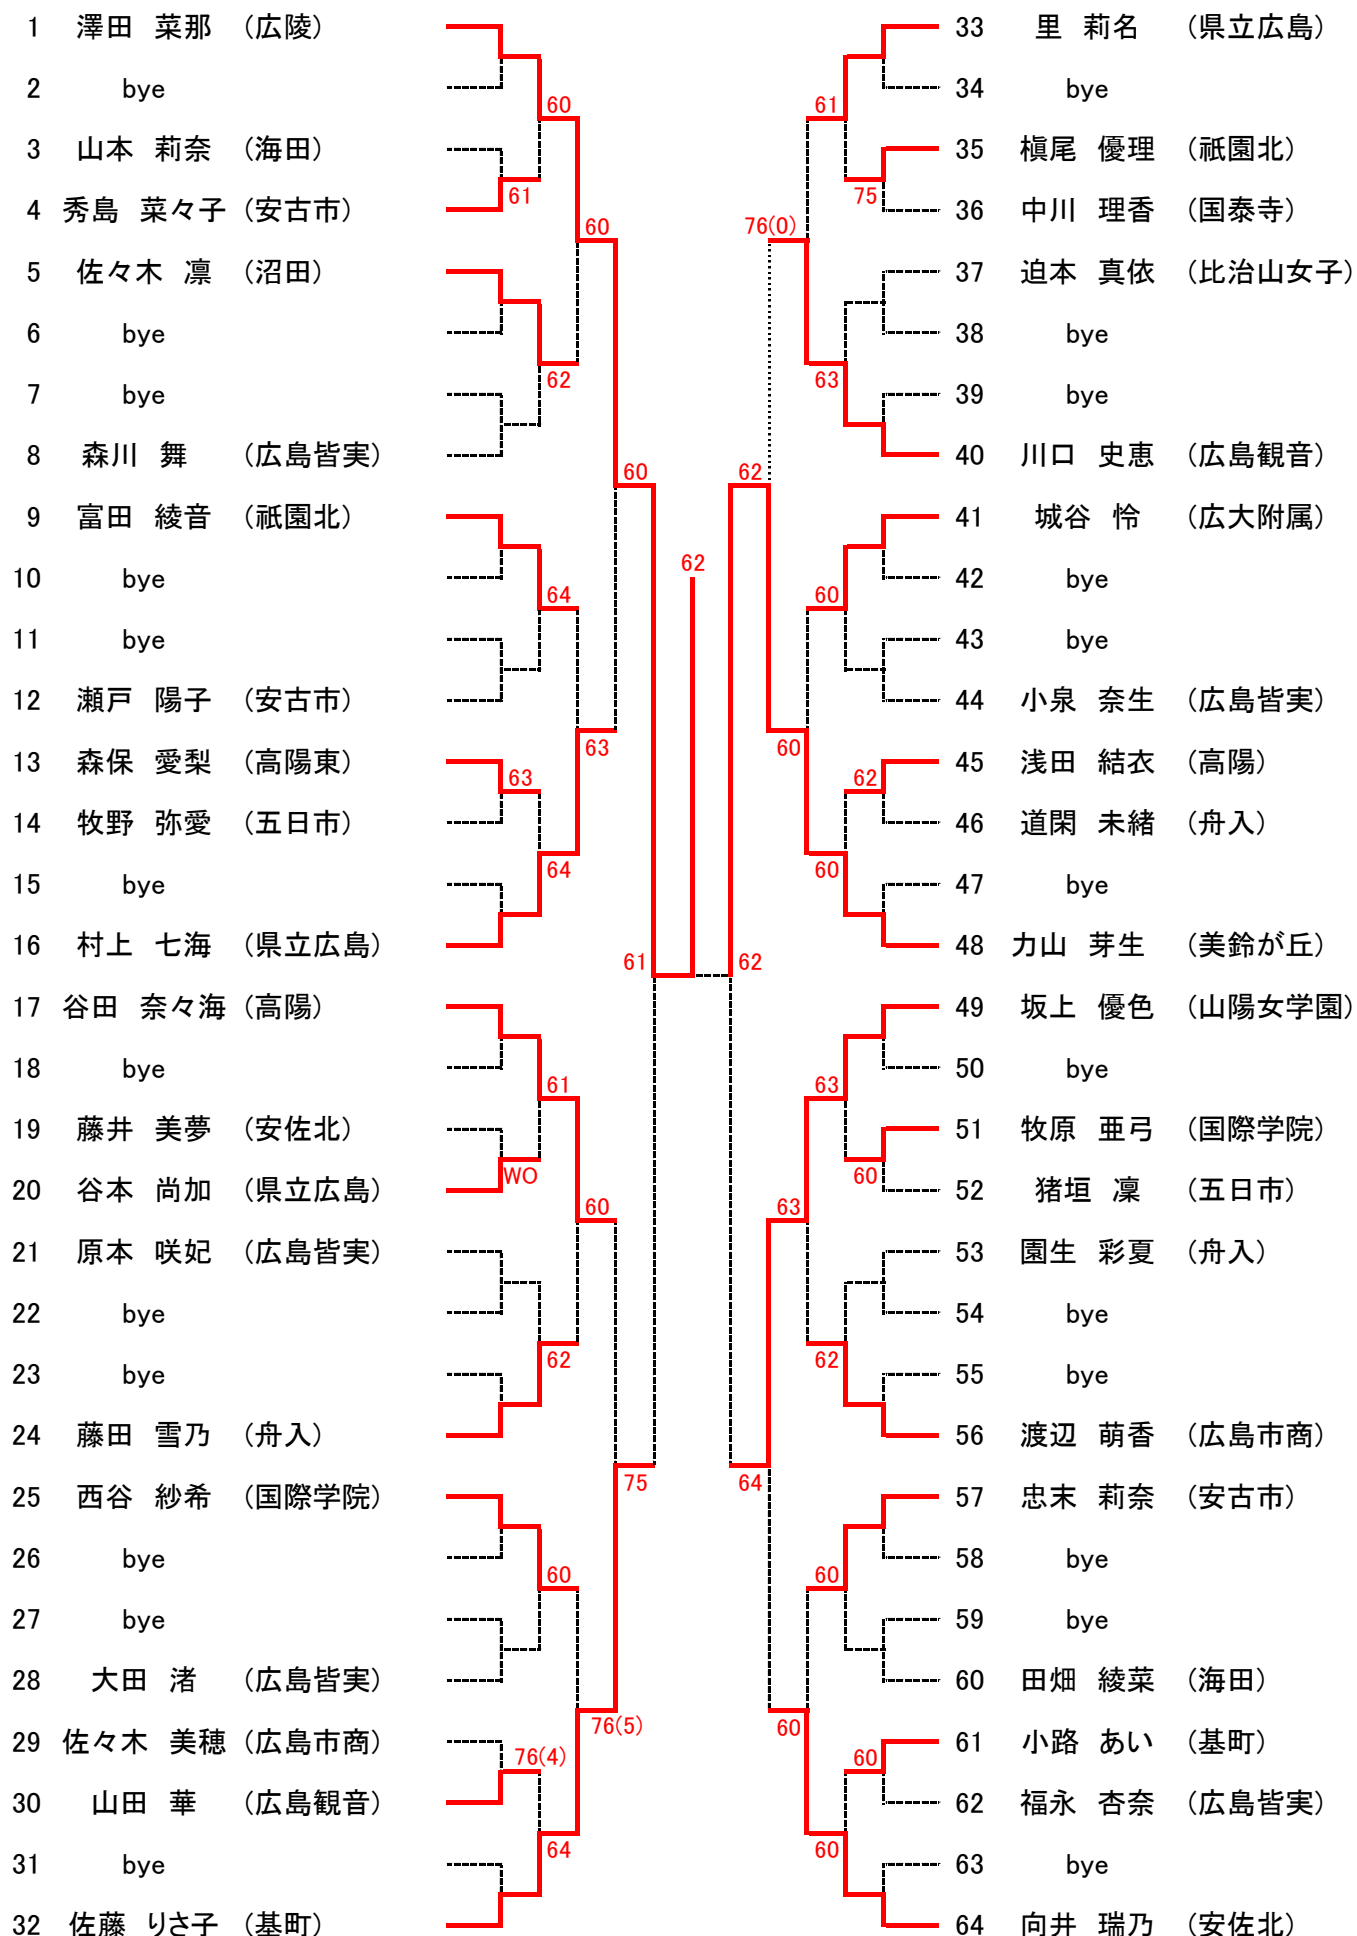 1 澤田 菜那 （広陵）
2 bye
60
3 山本 莉奈 （海田）
61
4 秀島 菜々子 （安古市）
60
5 佐々木 凛 （沼田）
6 bye
62
7 bye
8 森川 舞 （広島皆実）
60
9 富田 綾音 （祇園北）
10 bye
64
11 bye
12 瀬戸 陽子 （安古市）
63
13 森保 愛梨 （高陽東）
63
14 牧野 弥愛 （五日市）
64
15 bye
16 村上 七海 （県立広島）
61
17 谷田 奈々海 （高陽）
18 bye
61
19 藤井 美夢 （安佐北）
WO
20 谷本 尚加 （県立広島）
60
21 原本 咲妃 （広島皆実）
22 bye
62
23 bye
24 藤田 雪乃 （舟入）
75
25 西谷 紗希 （国際学院）
26 bye
60
27 bye
28 大田 渚 （広島皆実）
76(5)
29 佐々木 美穂 （広島市商）
76(4)
30 山田 華 （広島観音）
64
31 bye
32 佐藤 りさ子 （基町）
62
33 里 莉名 （県立広島）
34 bye
61
35 槇尾 優理 （祇園北）
75
36 中川 理香 （国泰寺）
76(0)
37 迫本 真依 （比治山女子）
38 bye
63
39 bye
40 川口 史恵 （広島観音）
62
41 城谷 怜 （広大附属）
42 bye
60
43 bye
44 小泉 奈生 （広島皆実）
60
45 浅田 結衣 （高陽）
62
46 道閑 未緒 （舟入）
60
47 bye
48 力山 芽生 （美鈴が丘）
62
49 坂上 優色 （山陽女学園）
50 bye
63
51 牧原 亜弓 （国際学院）
60
52 猪垣 凜 （五日市）
63
53 園生 彩夏 （舟入）
54 bye
62
55 bye
56 渡辺 萌香 （広島市商）
64
57 忠末 莉奈 （安古市）
58 bye
60
59 bye
60 田畑 綾菜 （海田）
60
61 小路 あい （基町）
60
62 福永 杏奈 （広島皆実）
60
63 bye
64 向井 瑞乃 （安佐北）